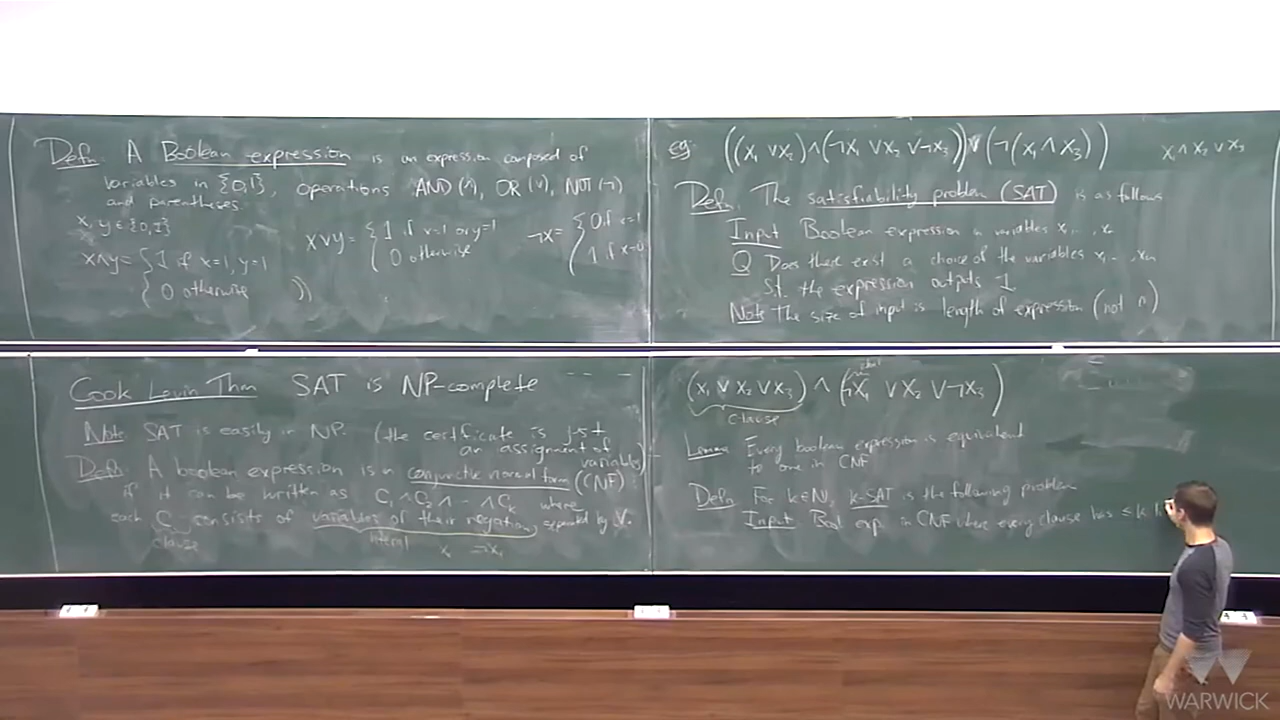 Defn. A Boolean expression is an expression composed of
variables in {0,1}, operations AND (∧), OR (∨), NOT (¬)
and parentheses.
x, y ∈ {0,1}
x∧y = { 1 if x=1, y=1
0 otherwise
x∨y = { 1 if x=1 or y=1
0 otherwise
¬x = { 0 if x=1
1 if x=0
eg ((x₁ ∨ x₂) ∧ (¬x₁ ∨ x₂ ∨ ¬x₃)) ∨ (¬(x₁ ∧ x₃))
x₁ ∧ x₂ ∨ x₃
Defn. The satisfiability problem (SAT) is as follows
Input Boolean expression in variables x₁, .., xₙ
Q Does there exist a choice of the variables x₁, .., xₙ
s.t. the expression outputs 1
Note The size of input is length of expression (not n)
Cook Levin Thm SAT is NP-complete
Note SAT is easily in NP. (the certificate is just
an assignment of
variables)
Defn. A boolean expression is in conjunctive normal form (CNF)
if it can be written as C₁ ∧ C₂ ∧ -- ∧ Cₖ where
each Cᵢ consists of variables or their negations separated by ∨.
clause
literal
xᵢ ¬xᵢ
(x₁ ∨ x₂ ∨ x₃) ∧ (¬x₁ ∨ x₂ ∨ ¬x₃)
clause
Lemma Every boolean expression is equivalent
to one in CNF
Defn For k∈ℕ, k-SAT is the following problem
Input: Bool exp. in CNF where every clause has ≤ k
WARWICK